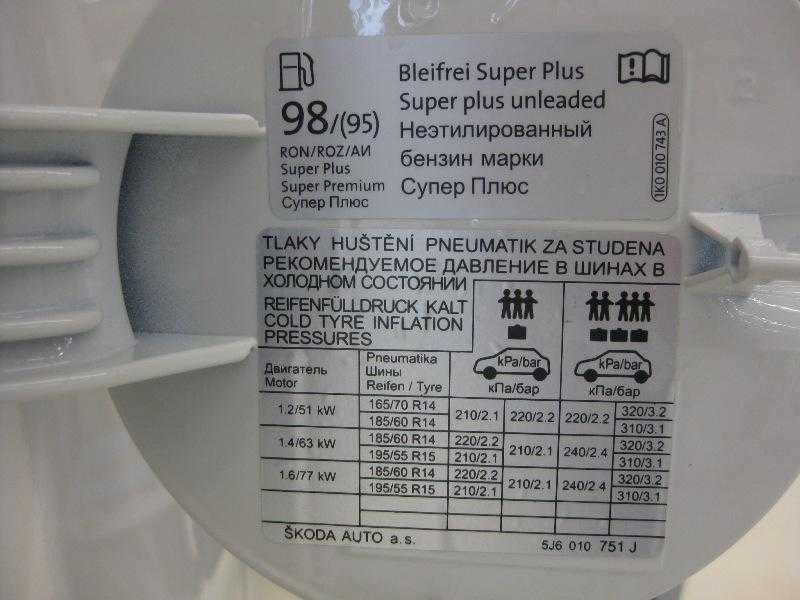 98/(95)
RON/ROZ/АИ
Super Plus
Super Premium
Супер Плюс
Bleifrei Super Plus
Super plus unleaded
Неэтилированный
бензин марки
Супер Плюс
1K0 010 743 A
TLAKY HUŠTĚNÍ PNEUMATIK ZA STUDENA
РЕКОМЕНДУЕМОЕ ДАВЛЕНИЕ В ШИНАХ В
ХОЛОДНОМ СОСТОЯНИИ
REIFENFÜLLDRUCK KALT
COLD TYRE INFLATION
PRESSURES
Двигатель
Motor
Pneumatika
Шины
Reifen / Tyre
kPa/bar
кПа/бар
kPa/bar
кПа/бар
1.2/51 kW
165/70 R14
185/60 R14
210/2.1
220/2.2
220/2.2
320/3.2
310/3.1
1.4/63 kW
185/60 R14
195/55 R15
220/2.2
210/2.1
210/2.1
240/2.4
320/3.2
310/3.1
1.6/77 kW
185/60 R14
195/55 R15
220/2.2
210/2.1
210/2.1
240/2.4
320/3.2
310/3.1
ŠKODA AUTO a.s.
5J6 010 751 J